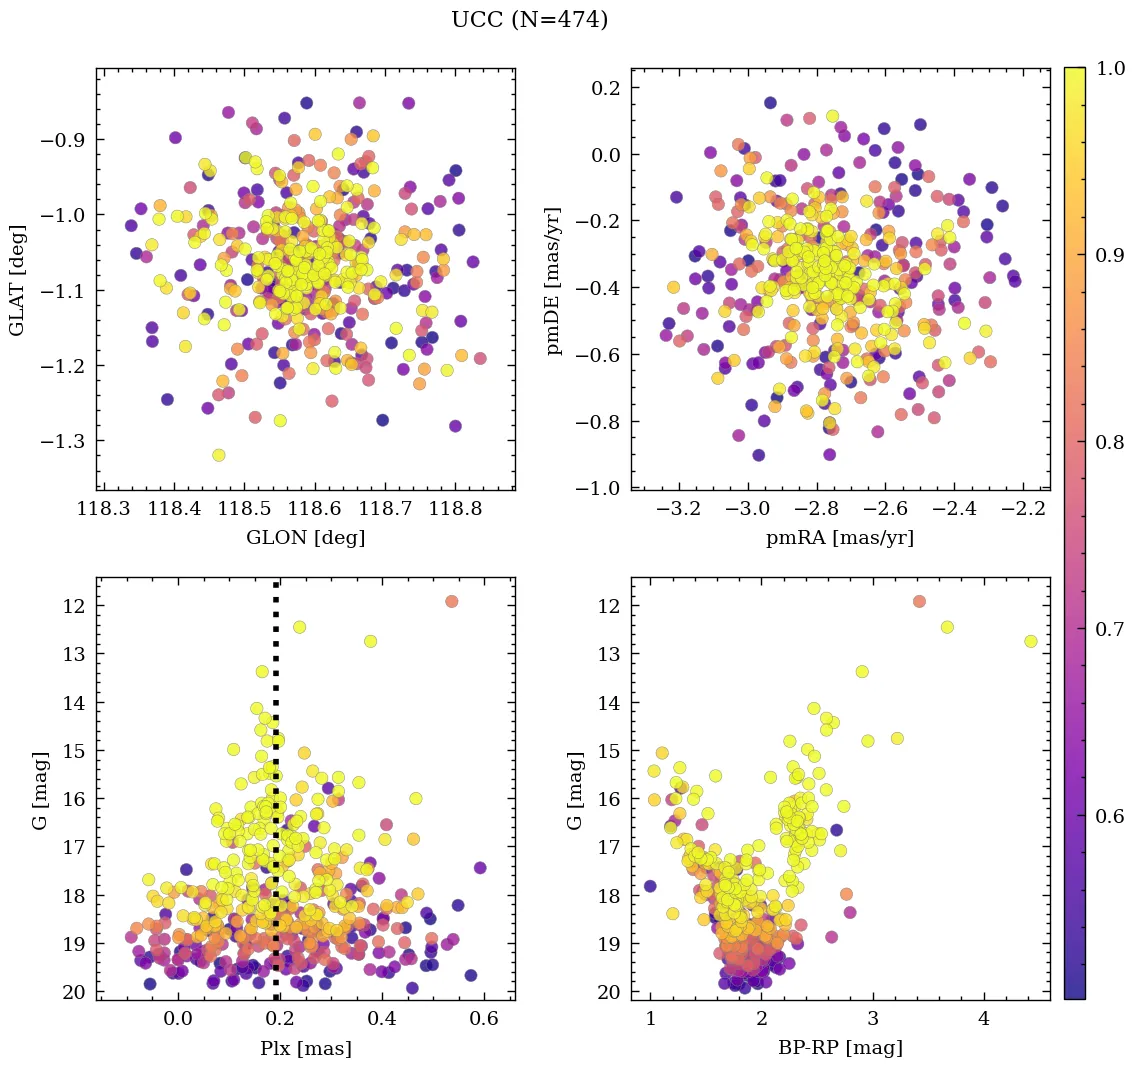 UCC (N=474)
−0.9
−1.0
−1.1
−1.2
−1.3
GLAT [deg]
118.3 118.4 118.5 118.6 118.7 118.8
GLON [deg]
0.2
0.0
−0.2
−0.4
−0.6
−0.8
−1.0
pmDE [mas/yr]
−3.2 −3.0 −2.8 −2.6 −2.4 −2.2
pmRA [mas/yr]
12
13
14
15
16
17
18
19
20
G [mag]
0.0 0.2 0.4 0.6
Plx [mas]
12
13
14
15
16
17
18
19
20
G [mag]
1 2 3 4
BP-RP [mag]
1.0
0.9
0.8
0.7
0.6